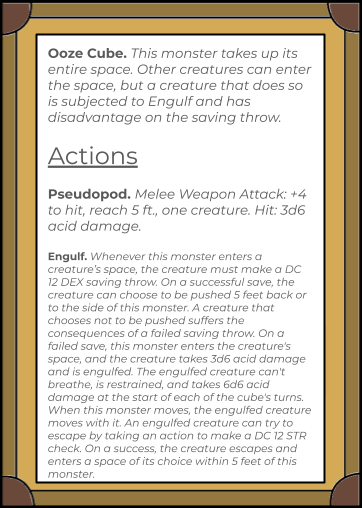 Ooze Cube. This monster takes up its
entire space. Other creatures can enter
the space, but a creature that does so
is subjected to Engulf and has
disadvantage on the saving throw.
Actions
Pseudopod. Melee Weapon Attack: +4
to hit, reach 5 ft., one creature. Hit: 3d6
acid damage.
Engulf. Whenever this monster enters a
creature's space, the creature must make a DC
12 DEX saving throw. On a successful save, the
creature can choose to be pushed 5 feet back or
to the side of this monster. A creature that
chooses not to be pushed suffers the
consequences of a failed saving throw. On a
failed save, this monster enters the creature's
space, and the creature takes 3d6 acid damage
and is engulfed. The engulfed creature can't
breathe, is restrained, and takes 6d6 acid
damage at the start of each of the cube's turns.
When this monster moves, the engulfed creature
moves with it. An engulfed creature can try to
escape by taking an action to make a DC 12 STR
check. On a success, the creature escapes and
enters a space of its choice within 5 feet of this
monster.